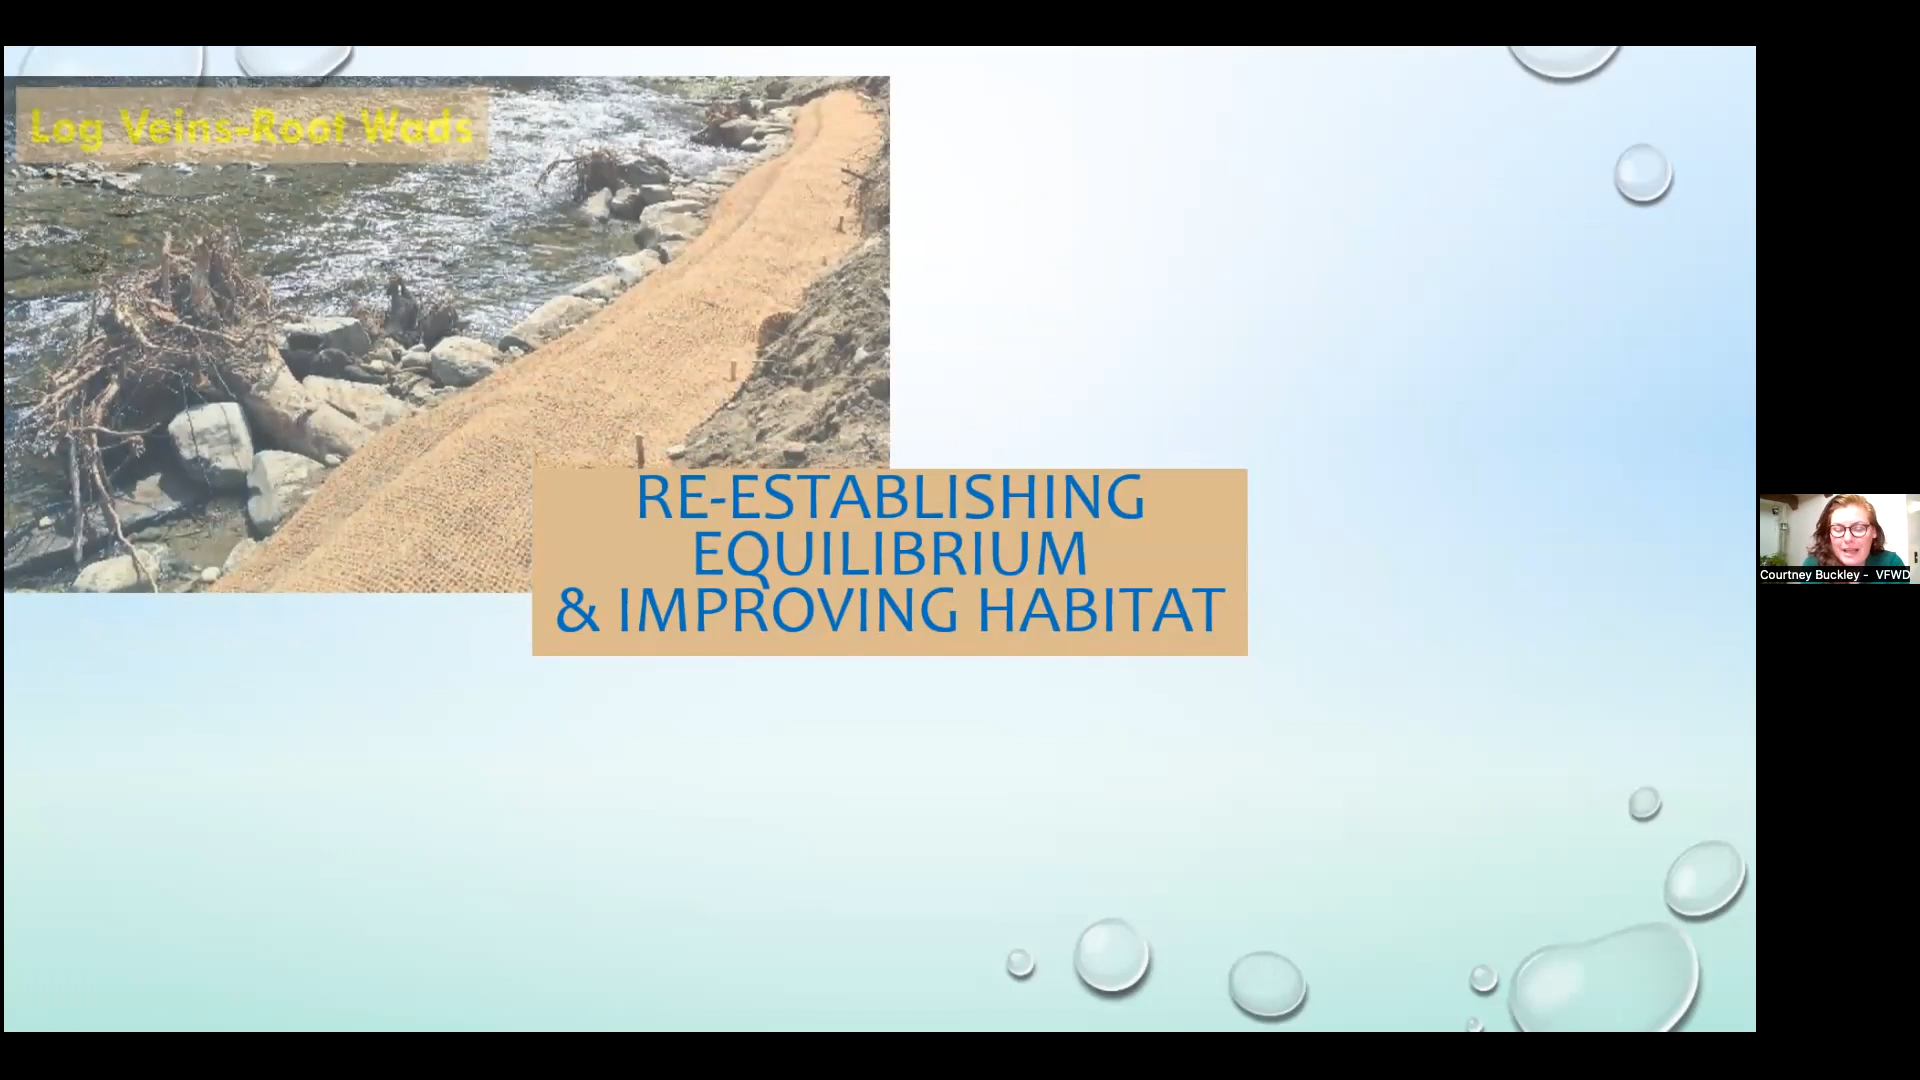 Log Veins-Root Wads
RE-ESTABLISHING
EQUILIBRIUM
& IMPROVING HABITAT
Courtney Buckley - VFWD